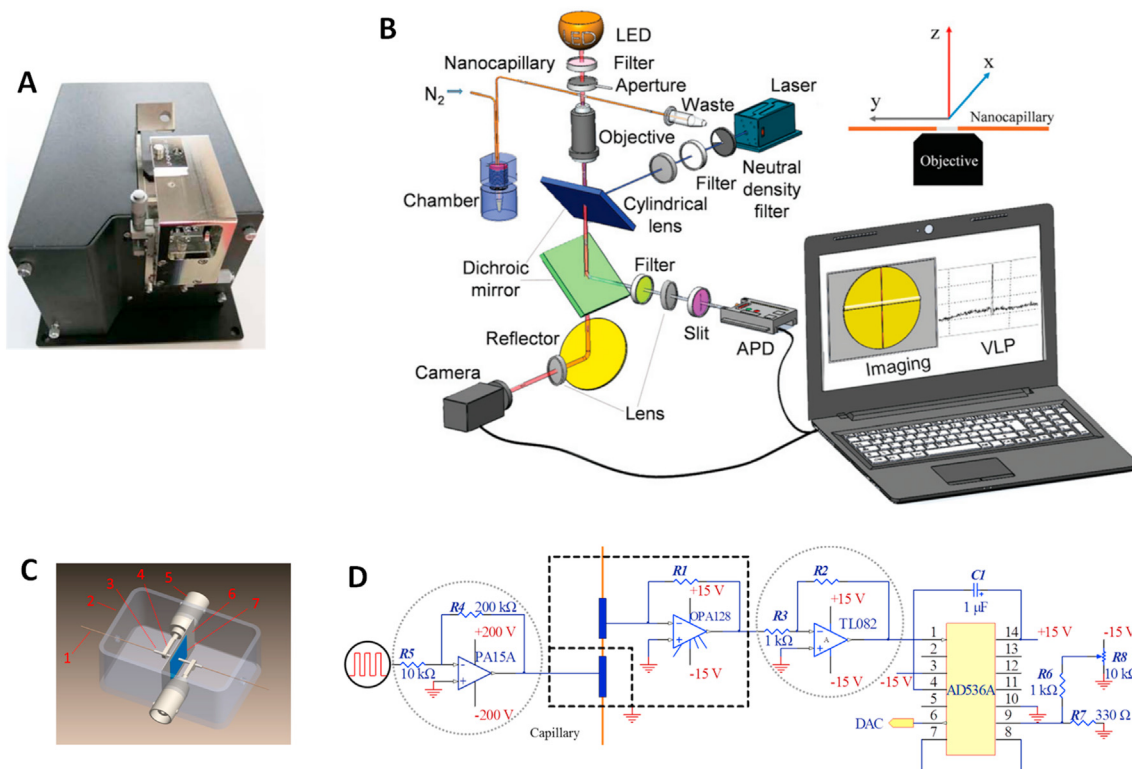 A
B
LED
LED
Filter
Nanocapillary
Aperture
N2
Waste
Laser
Objective
Neutral
density
filter
Filter
Chamber
Cylindrical
lens
Dichroic
mirror
Filter
Slit
APD
Reflector
Camera
Lens
Imaging
VLP
z
x
y
Nanocapillary
Objective
C
1
2
3
4
5
6
7
D
R4
200 kΩ
+200 V
R5
10 kΩ
PA15A
-200 V
Capillary
R1
+15 V
OPA128
-15 V
R2
R3
1 kΩ
+15 V
TL082
A
-15 V
C1
1 μF
1
2
3
4
5
6
7
14
13
12
11
10
9
8
+15 V
-15 V
AD536A
DAC
R6
1 kΩ
-15 V
R8
10 kΩ
R7
330 Ω